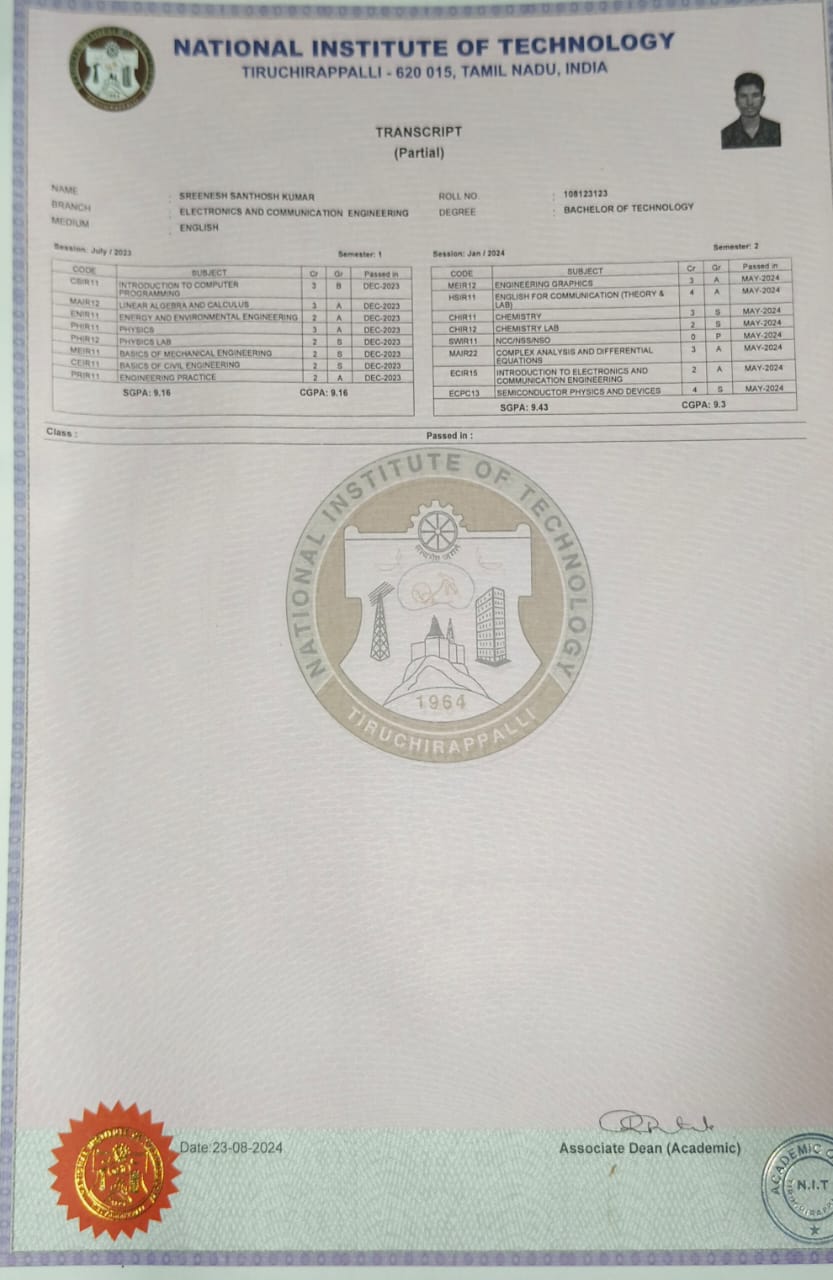 NATIONAL INSTITUTE OF TECHNOLOGY
TIRUCHIRAPPALLI - 620 015, TAMIL NADU, INDIA
TRANSCRIPT
(Partial)
NAME : SREENESH SANTHOSH KUMAR ROLL NO : 108123123
BRANCH : ELECTRONICS AND COMMUNICATION ENGINEERING DEGREE : BACHELOR OF TECHNOLOGY
MEDIUM : ENGLISH
Session: July / 2023 Semester: 1
CODE SUBJECT Cr Gr Passed in
CSIR11 INTRODUCTION TO COMPUTER 3 B DEC-2023
PROGRAMMING
MAIR12 LINEAR ALGEBRA AND CALCULUS 3 A DEC-2023
ENIR11 ENERGY AND ENVIRONMENTAL ENGINEERING 2 A DEC-2023
PHIR11 PHYSICS 3 A DEC-2023
PHIR12 PHYSICS LAB 2 S DEC-2023
MEIR11 BASICS OF MECHANICAL ENGINEERING 2 S DEC-2023
CEIR11 BASICS OF CIVIL ENGINEERING 2 S DEC-2023
PRIR11 ENGINEERING PRACTICE 2 A DEC-2023
SGPA: 9.16 CGPA: 9.16
Session: Jan / 2024 Semester: 2
CODE SUBJECT Cr Gr Passed in
MEIR12 ENGINEERING GRAPHICS 3 A MAY-2024
HSIR11 ENGLISH FOR COMMUNICATION (THEORY & 4 A MAY-2024
LAB)
CHIR11 CHEMISTRY 3 S MAY-2024
CHIR12 CHEMISTRY LAB 2 S MAY-2024
SWIR11 NCC/NSS/NSO 0 P MAY-2024
MAIR22 COMPLEX ANALYSIS AND DIFFERENTIAL 3 A MAY-2024
EQUATIONS
ECIR15 INTRODUCTION TO ELECTRONICS AND 2 A MAY-2024
COMMUNICATION ENGINEERING
ECPC13 SEMICONDUCTOR PHYSICS AND DEVICES 4 S MAY-2024
SGPA: 9.43 CGPA: 9.3
Class : Passed in :
NATIONAL INSTITUTE OF TECHNOLOGY
सत्यमेव जयते
1964
TIRUCHIRAPPALLI
Date:23-08-2024
Associate Dean (Academic)
ACADEMIC
N.I.T